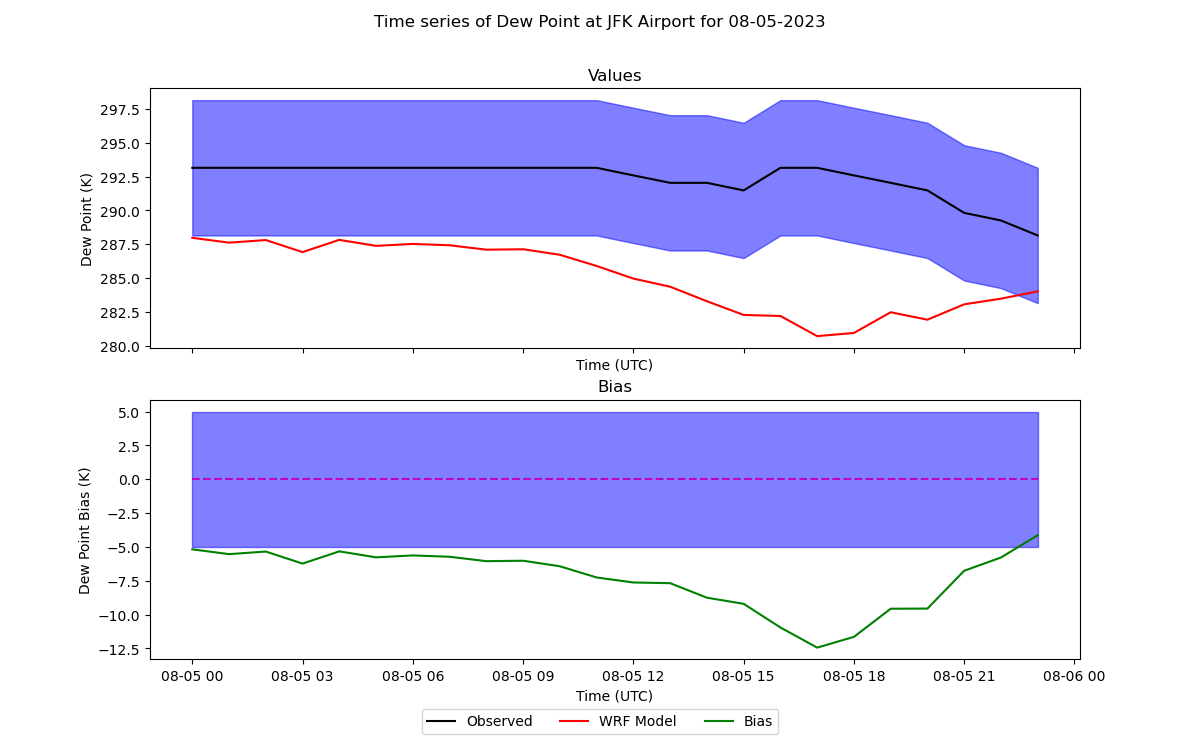 Time series of Dew Point at JFK Airport for 08-05-2023
Values
297.5
295.0
292.5
290.0
287.5
285.0
282.5
280.0
Dew Point (K)
Time (UTC)
Bias
5.0
2.5
0.0
−2.5
−5.0
−7.5
−10.0
−12.5
Dew Point Bias (K)
08-05 00 08-05 03 08-05 06 08-05 09 08-05 12 08-05 15 08-05 18 08-05 21 08-06 00
Time (UTC)
Observed WRF Model Bias